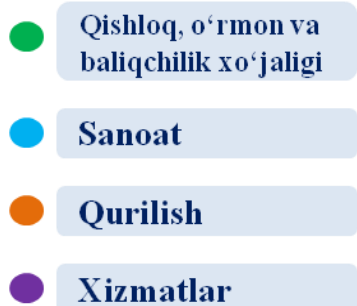 Qishloq, o‘rmon va
baliqchilik xo‘jaligi
Sanoat
Qurilish
Xizmatlar